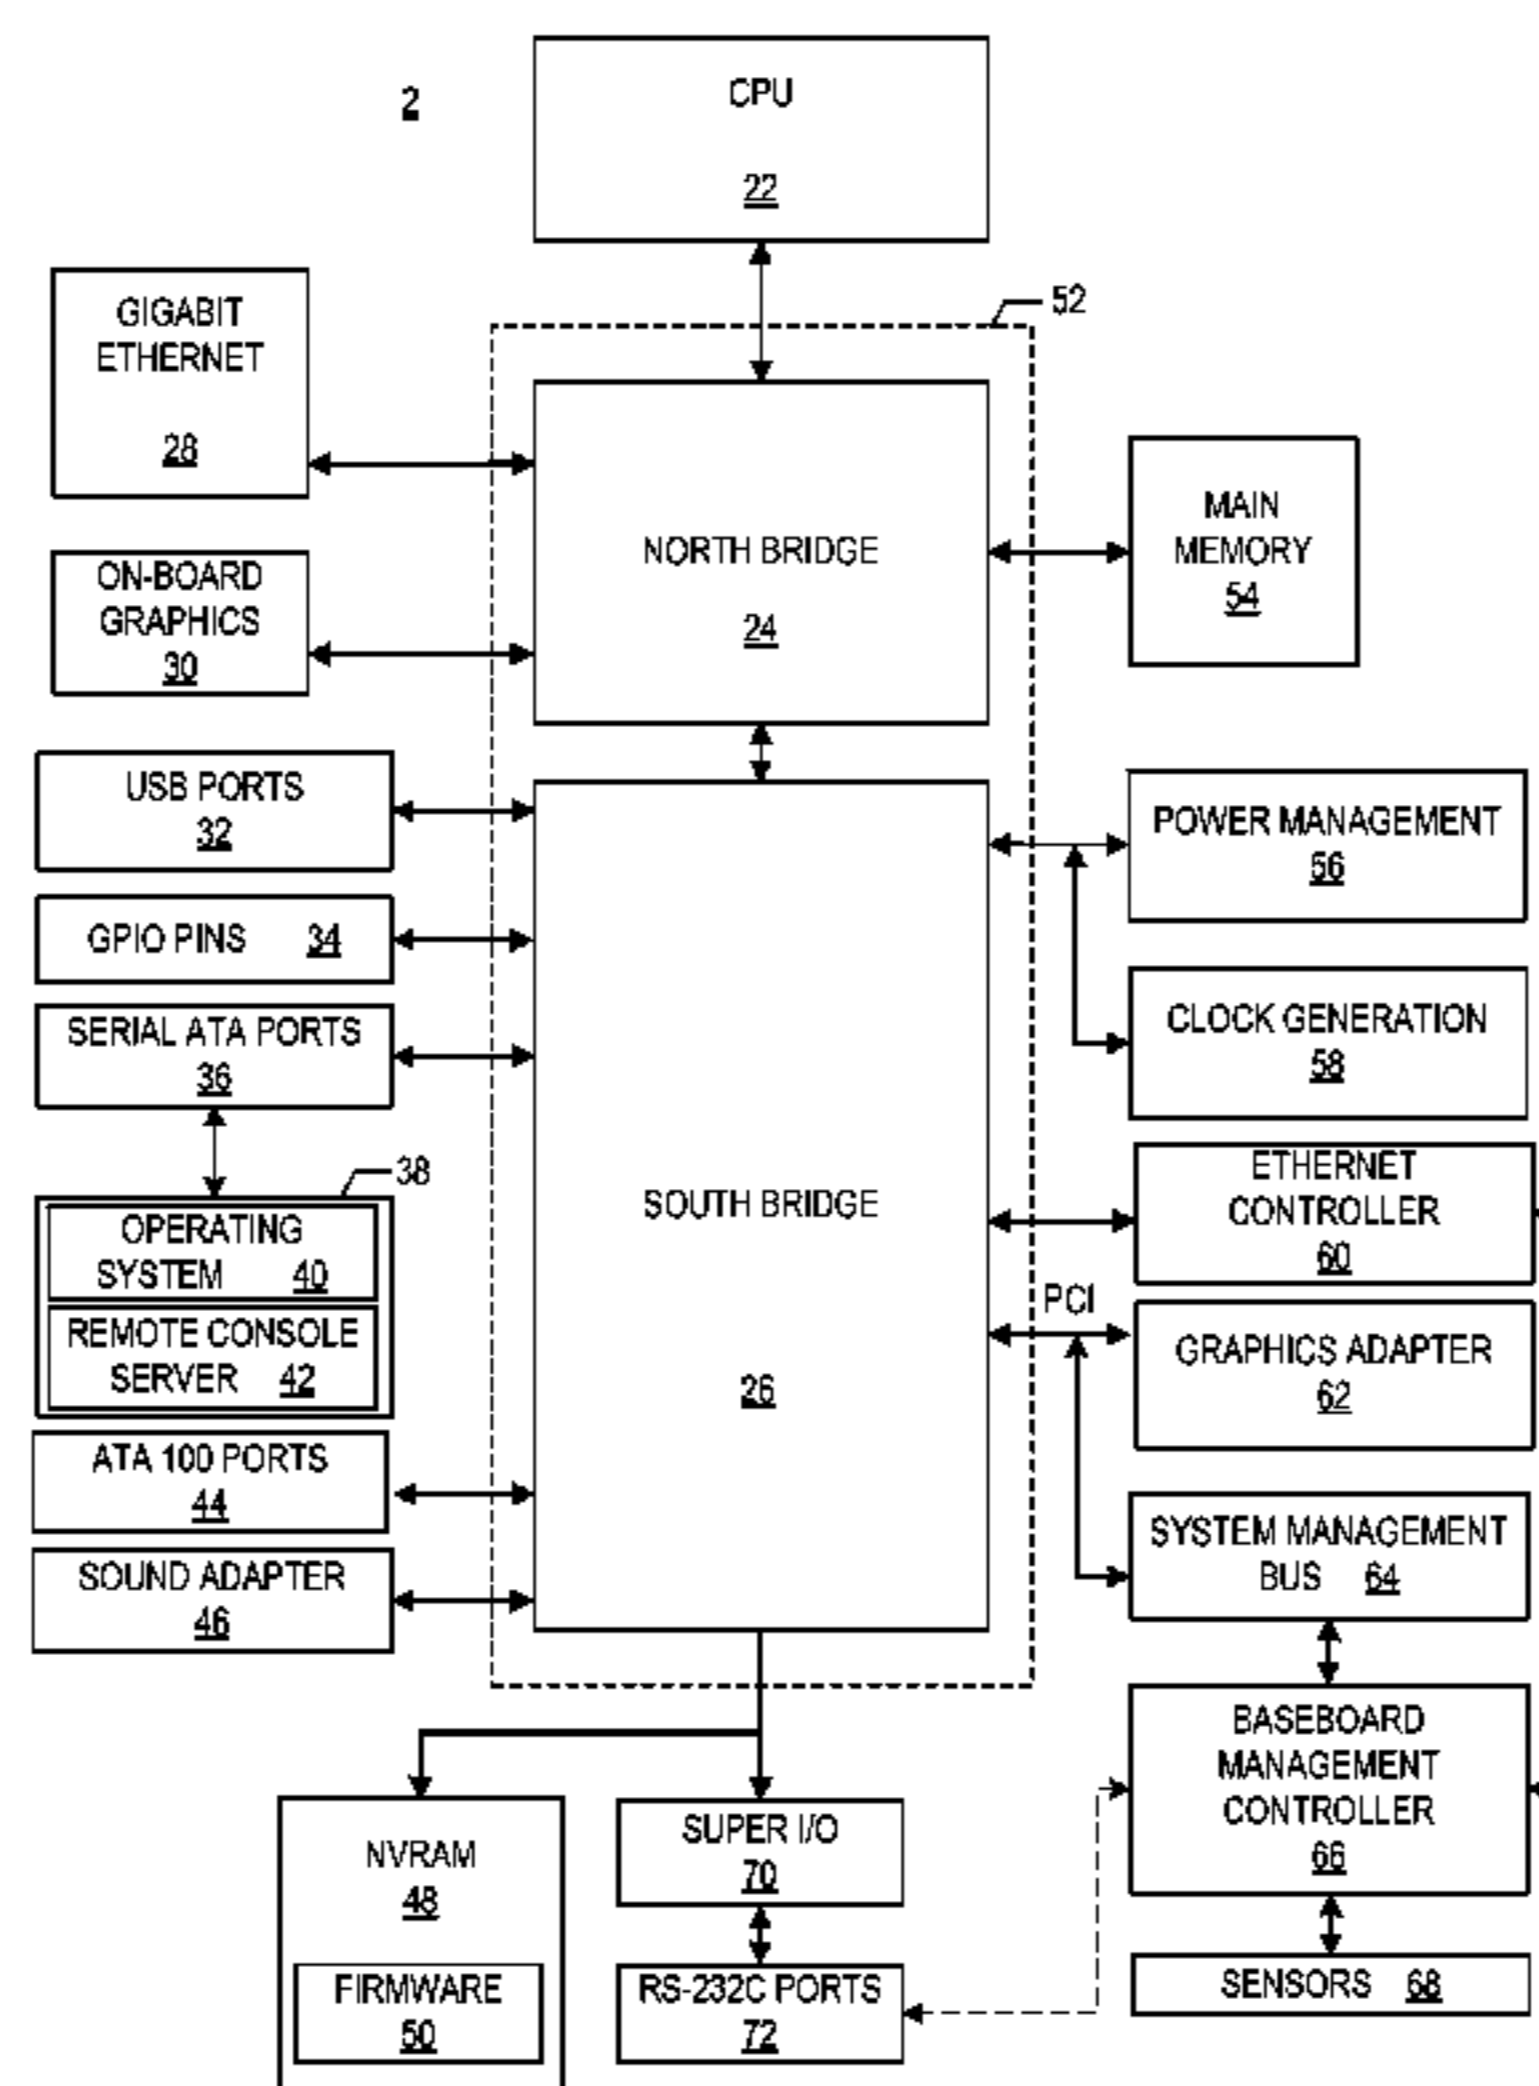 2
CPU
22
52
GIGABIT
ETHERNET
28
NORTH BRIDGE
24
MAIN
MEMORY
54
ON-BOARD
GRAPHICS
30
USB PORTS
32
GPIO PINS 34
SERIAL ATA PORTS
36
38
OPERATING
SYSTEM 40
REMOTE CONSOLE
SERVER 42
ATA 100 PORTS
44
SOUND ADAPTER
46
SOUTH BRIDGE
26
POWER MANAGEMENT
56
CLOCK GENERATION
58
ETHERNET
CONTROLLER
60
PCI
GRAPHICS ADAPTER
62
SYSTEM MANAGEMENT
BUS 64
BASEBOARD
MANAGEMENT
CONTROLLER
66
SENSORS 68
NVRAM
48
FIRMWARE
50
SUPER I/O
70
RS-232C PORTS
72